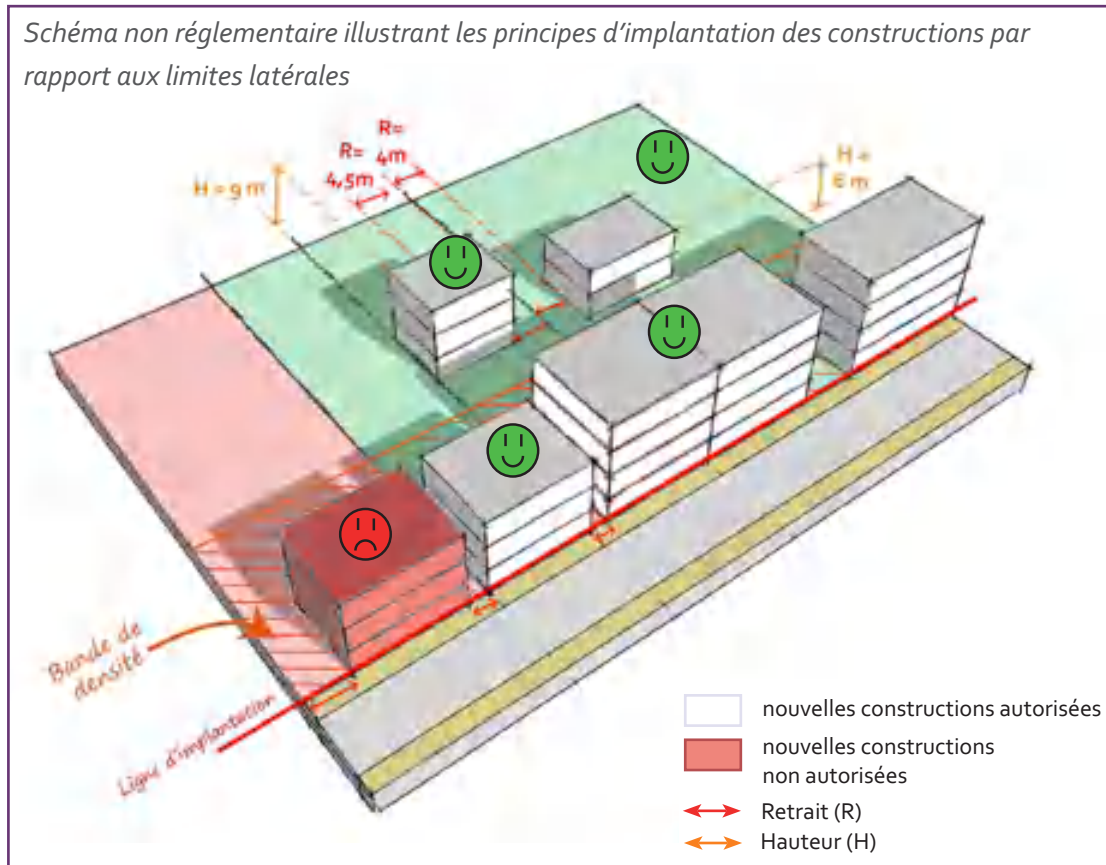 Schéma non réglementaire illustrant les principes d'implantation des constructions par
rapport aux limites latérales
R=
4m
R=
4,5m
H = 9 m
H =
6 m
Bande de
densité
Ligne d'implantation
nouvelles constructions autorisées
nouvelles constructions
non autorisées
Retrait (R)
Hauteur (H)